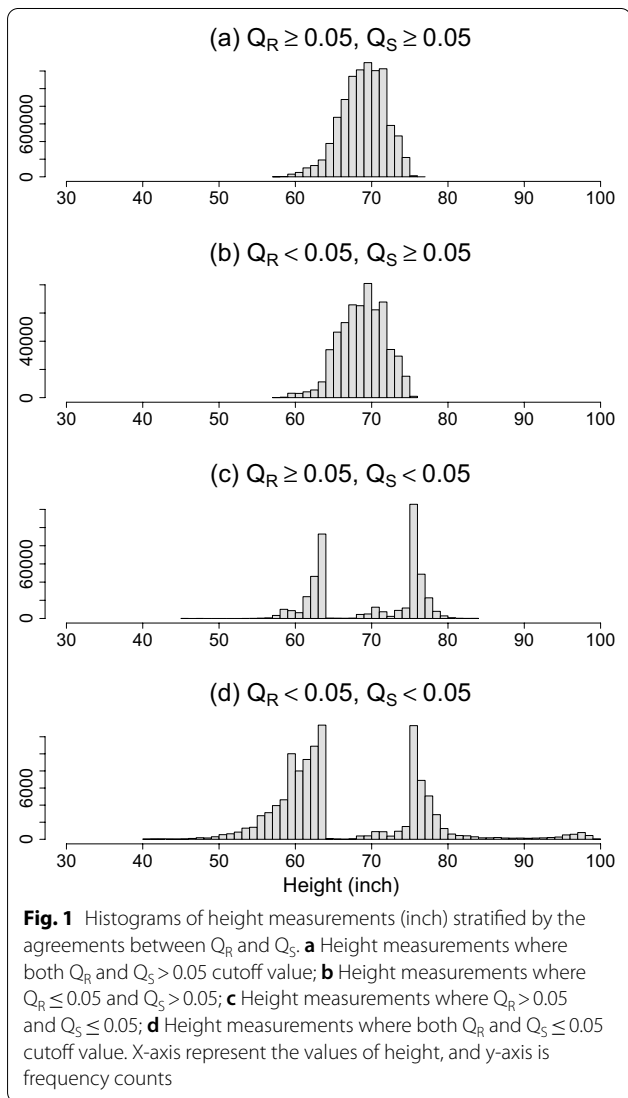 (a) Q_R ≥ 0.05, Q_S ≥ 0.05
0 600000
30 40 50 60 70 80 90 100
(b) Q_R < 0.05, Q_S ≥ 0.05
0 40000
30 40 50 60 70 80 90 100
(c) Q_R ≥ 0.05, Q_S < 0.05
0 60000
30 40 50 60 70 80 90 100
(d) Q_R < 0.05, Q_S < 0.05
0 6000
30 40 50 60 70 80 90 100
Height (inch)
Fig. 1 Histograms of height measurements (inch) stratified by the
agreements between Q_R and Q_S. a Height measurements where
both Q_R and Q_S > 0.05 cutoff value; b Height measurements where
Q_R ≤ 0.05 and Q_S > 0.05; c Height measurements where Q_R > 0.05
and Q_S ≤ 0.05; d Height measurements where both Q_R and Q_S ≤ 0.05
cutoff value. X-axis represent the values of height, and y-axis is
frequency counts